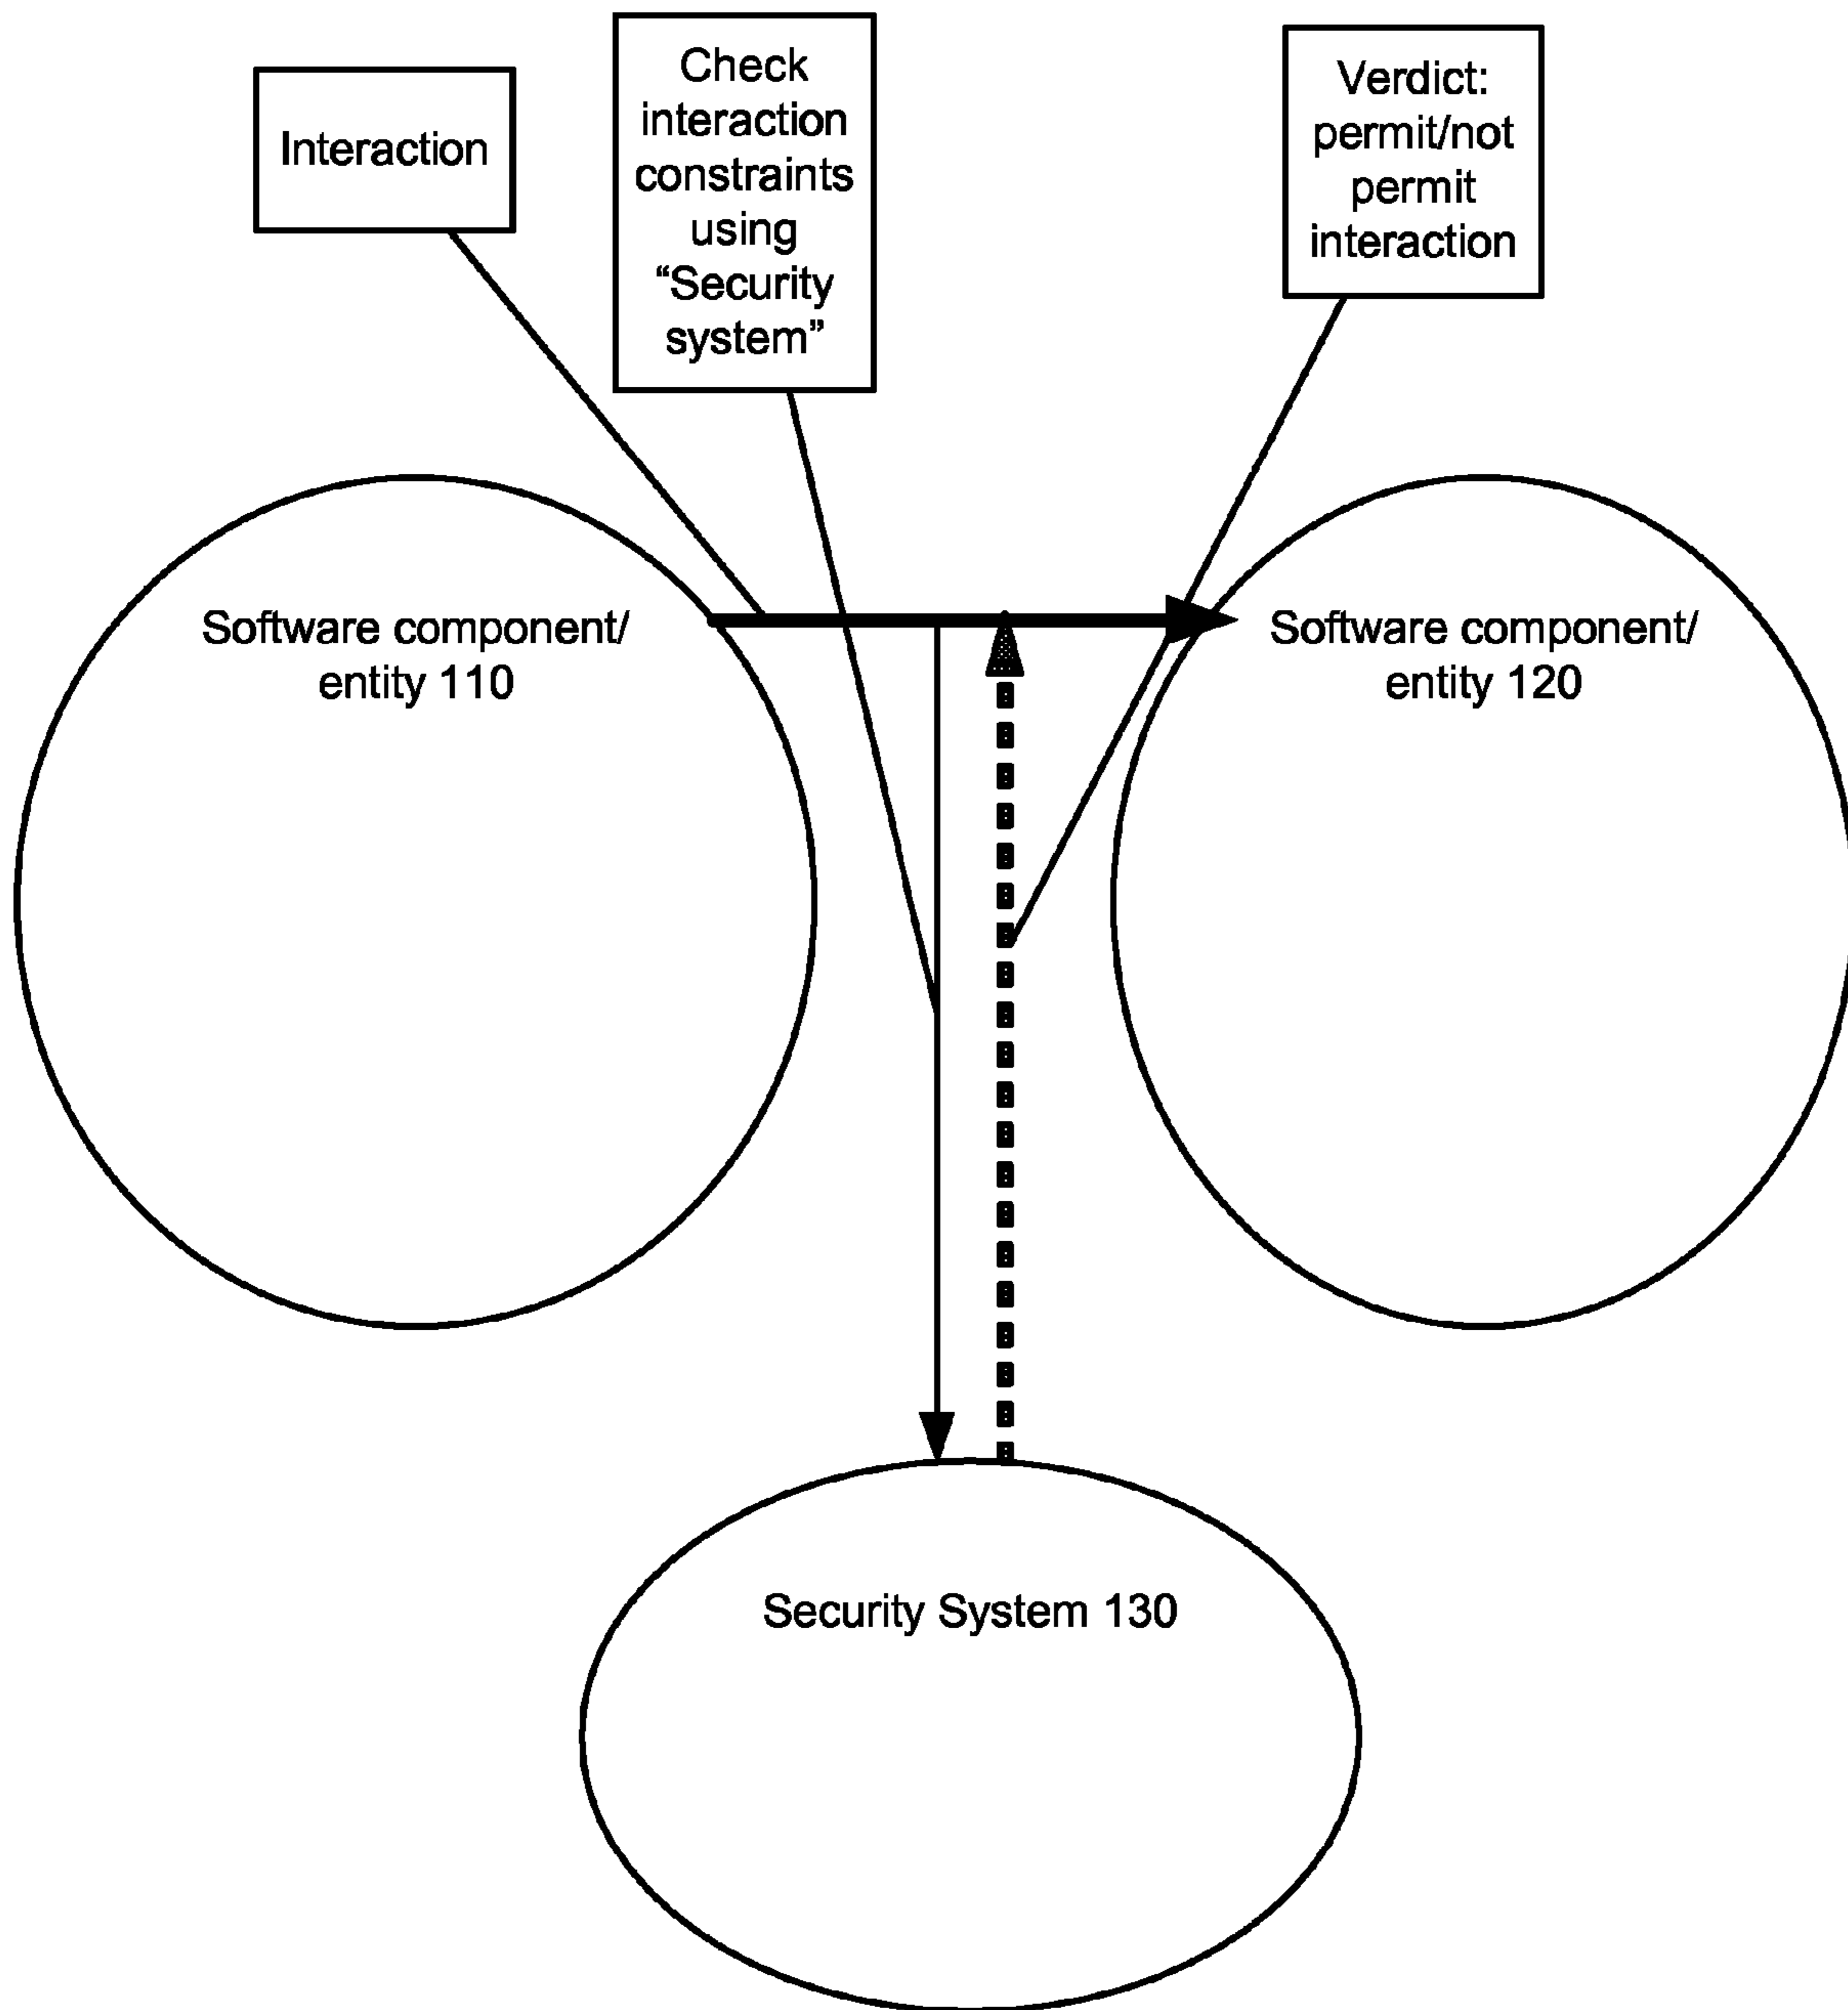 Interaction
Check
interaction
constraints
using
“Security
system”
Verdict:
permit/not
permit
interaction
Software component/
entity 110
Software component/
entity 120
Security System 130